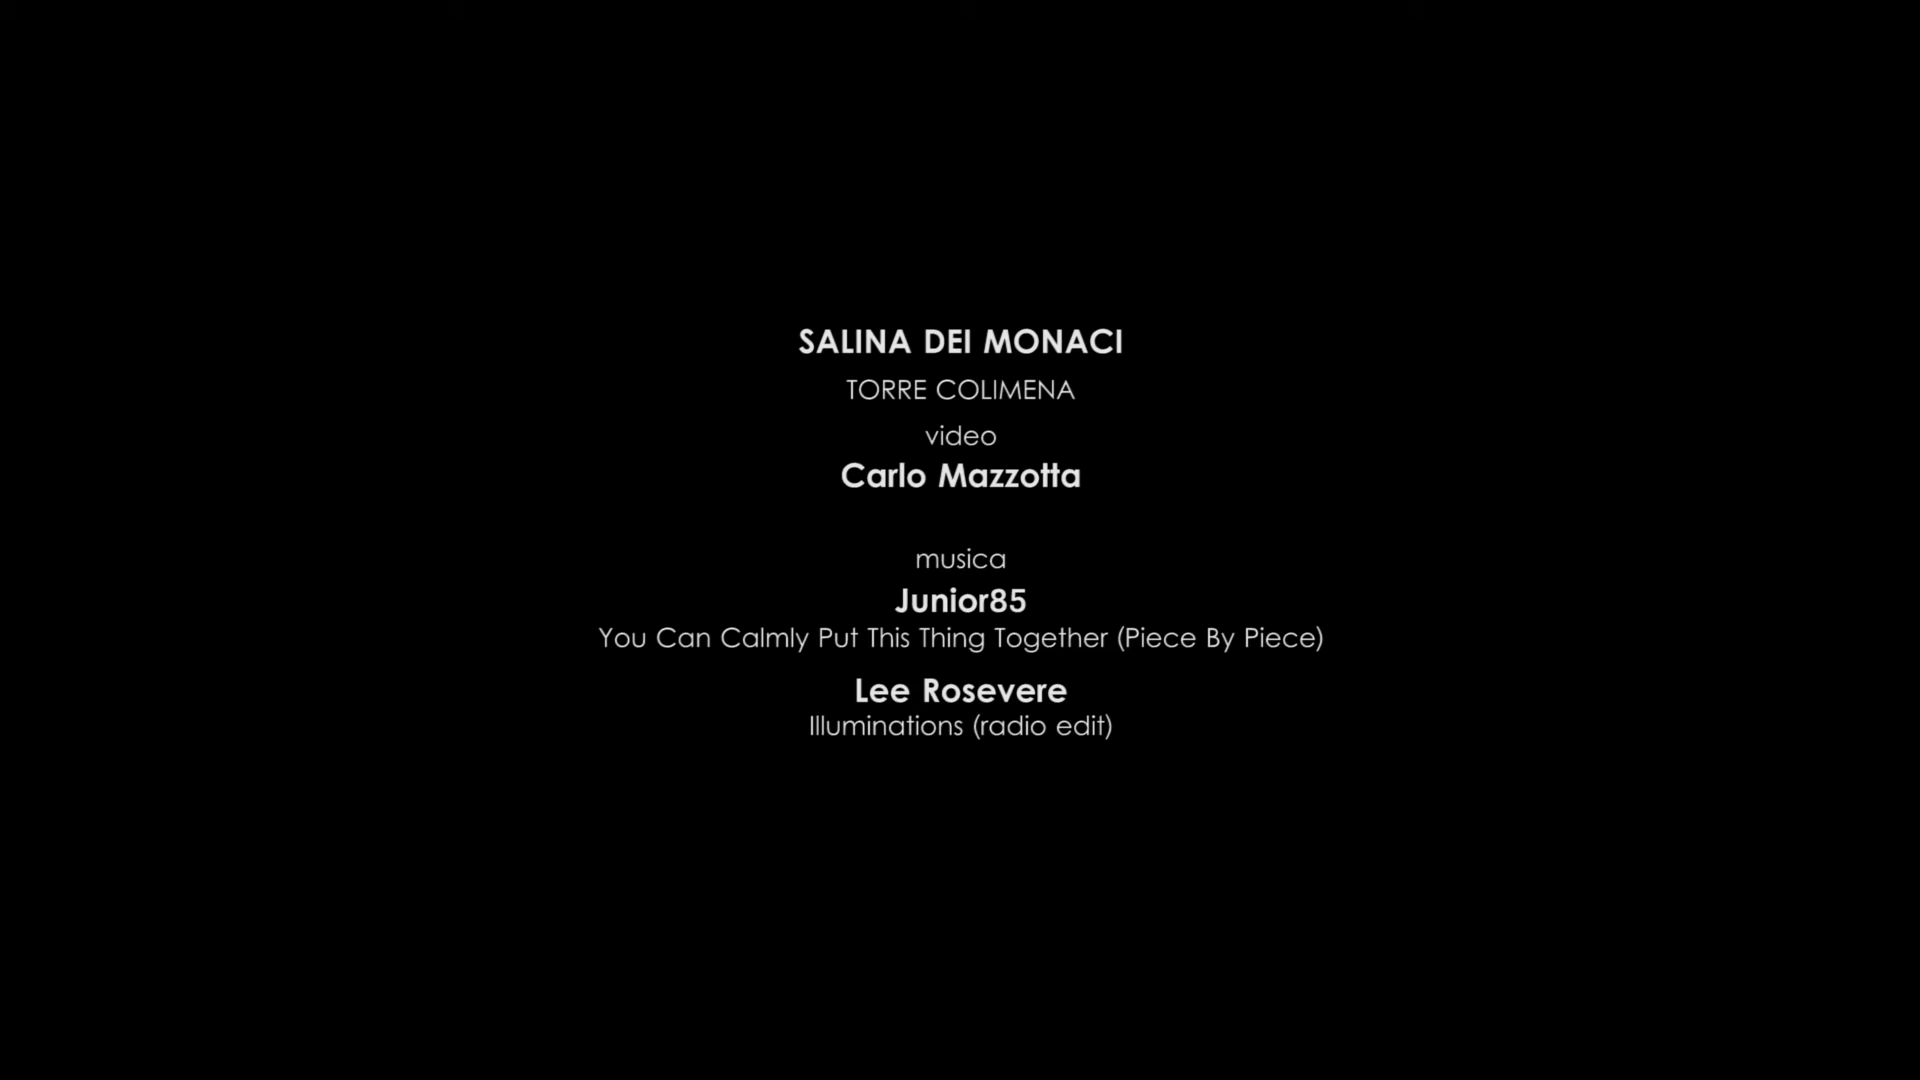 SALINA DEI MONACI
TORRE COLIMENA
video
Carlo Mazzotta
musica
Junior85
You Can Calmly Put This Thing Together (Piece By Piece)
Lee Rosevere
Illuminations (radio edit)